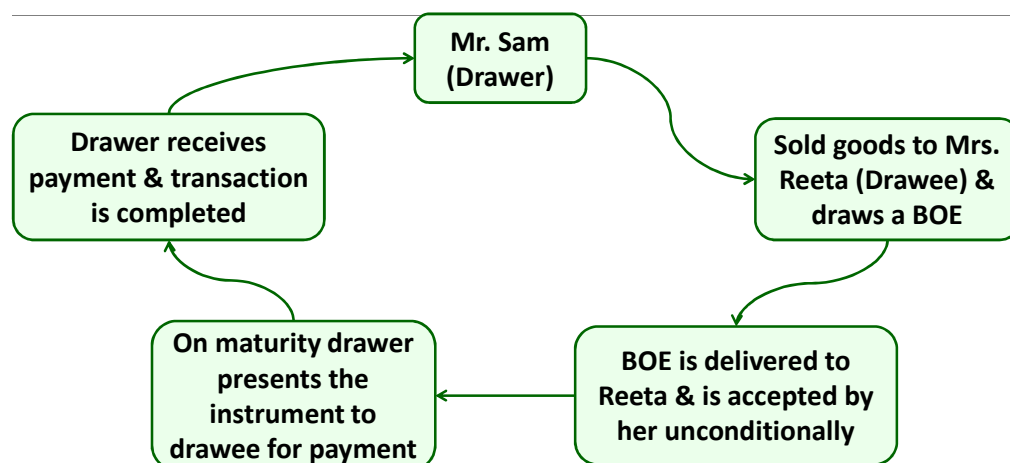 Mr. Sam
(Drawer)
Sold goods to Mrs.
Reeta (Drawee) &
draws a BOE
BOE is delivered to
Reeta & is accepted by
her unconditionally
On maturity drawer
presents the
instrument to
drawee for payment
Drawer receives
payment & transaction
is completed